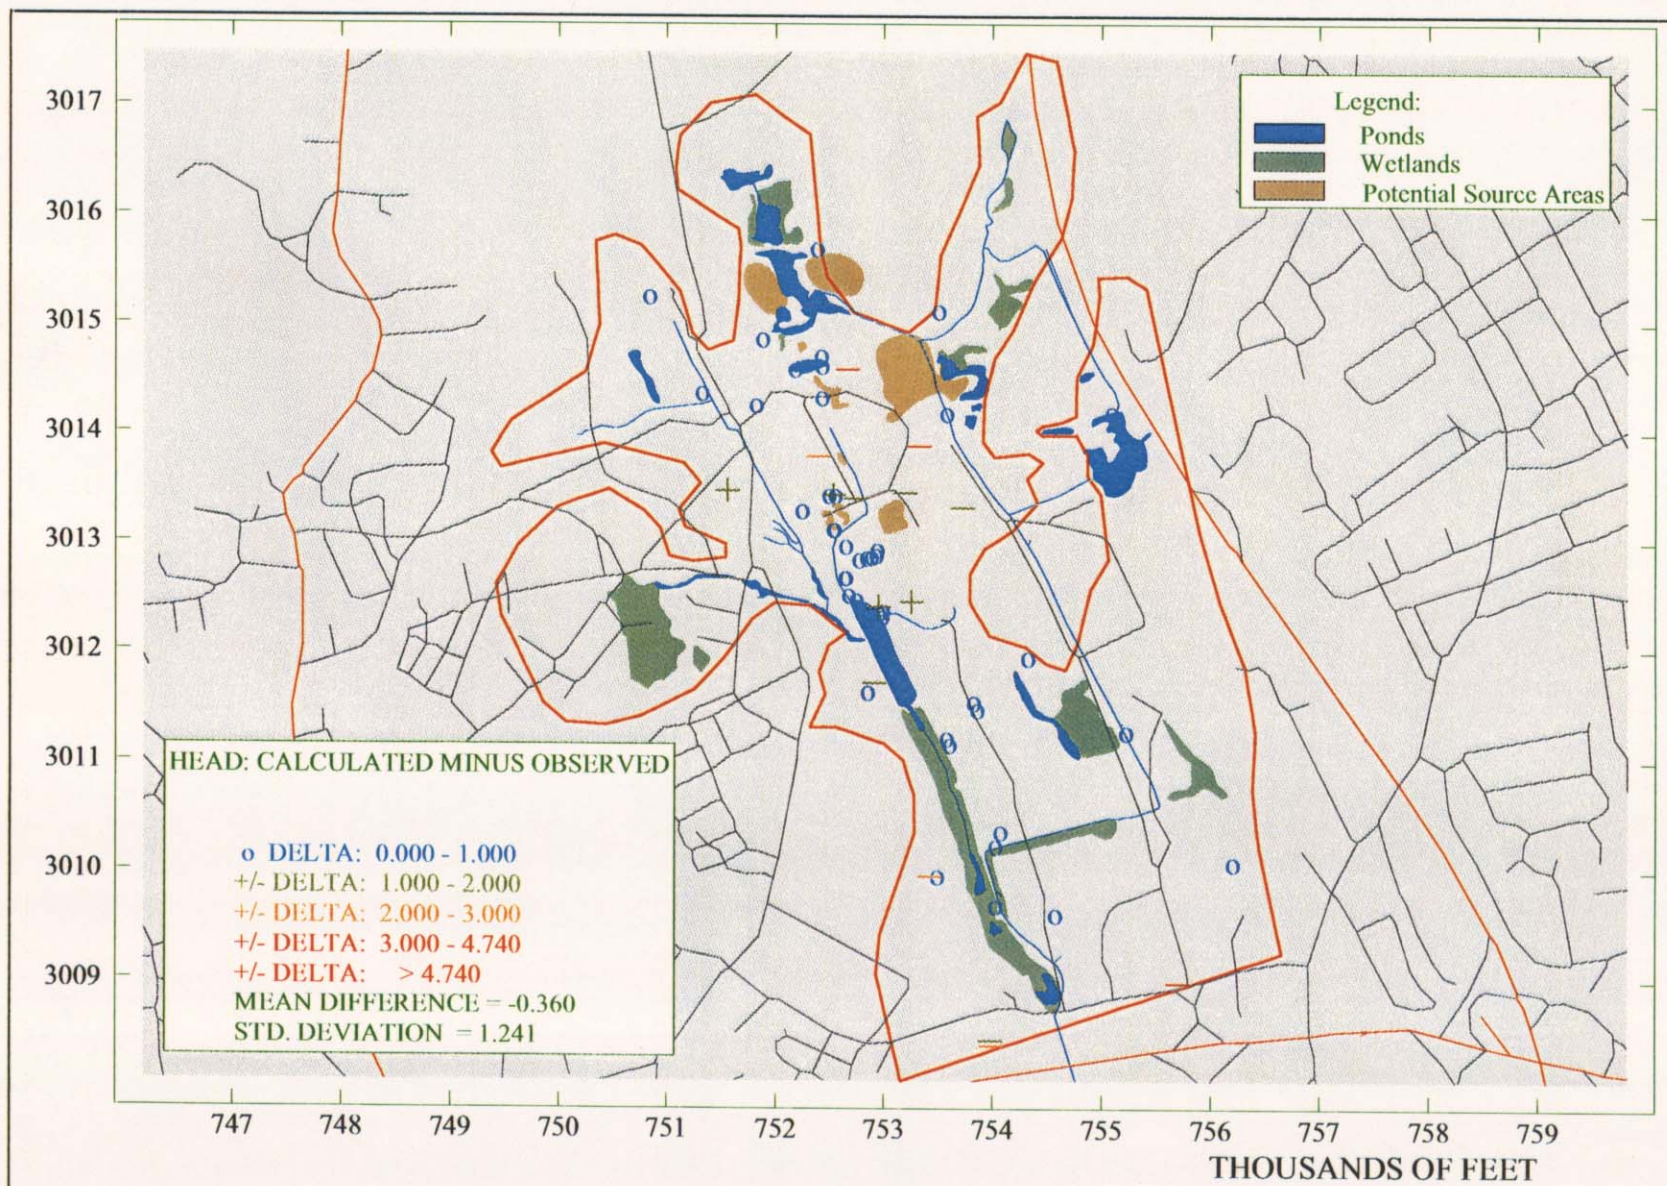 Legend:
Ponds
Wetlands
Potential Source Areas
3017
3016
3015
3014
3013
3012
3011
3010
3009
HEAD: CALCULATED MINUS OBSERVED
o DELTA: 0.000 - 1.000
+/- DELTA: 1.000 - 2.000
+/- DELTA: 2.000 - 3.000
+/- DELTA: 3.000 - 4.740
+/- DELTA: > 4.740
MEAN DIFFERENCE = -0.360
STD. DEVIATION = 1.241
747 748 749 750 751 752 753 754 755 756 757 758 759
THOUSANDS OF FEET